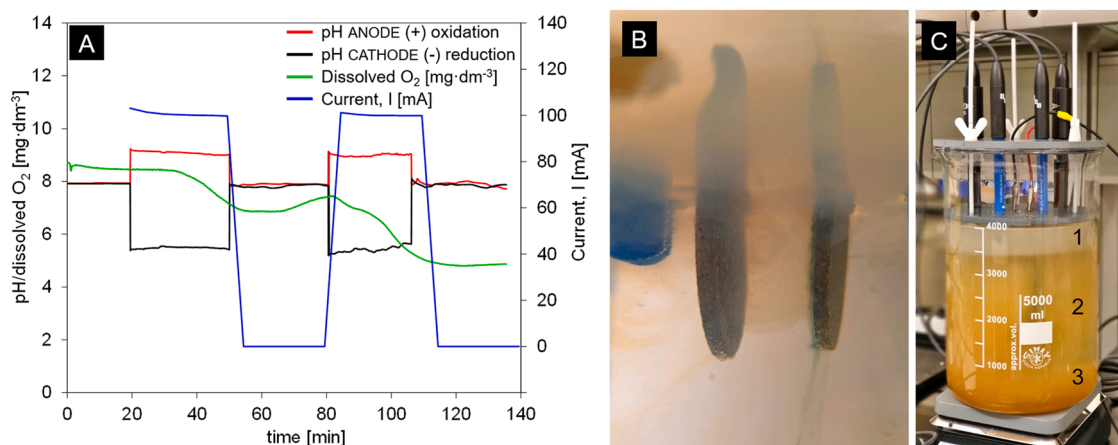 A
pH ANODE (+) oxidation
pH CATHODE (-) reduction
Dissolved O2 [mg·dm-3]
Current, I [mA]
pH/dissolved O2 [mg·dm-3]
14
12
10
8
6
4
2
0
140
120
100
80
60
40
20
0
-20
Current, I [mA]
0 20 40 60 80 100 120 140
time [min]
B
C
4000
3000
2000
1000
5000
ml
approx.vol.
SIMAX
1
2
3